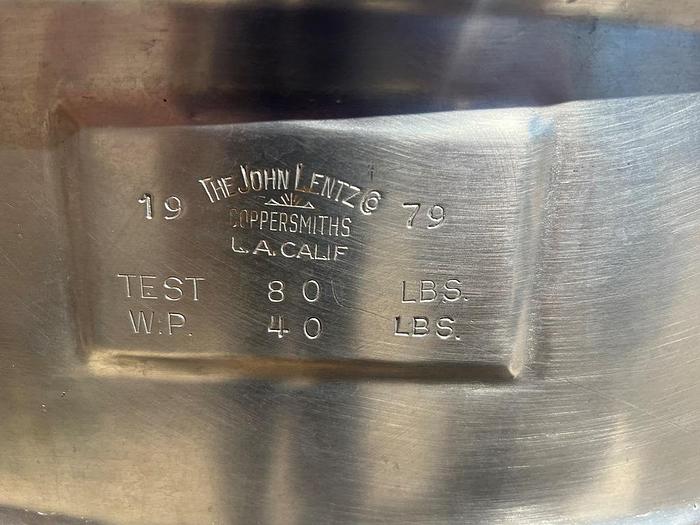 19 THE JOHN LENTZ CO 79
COPPERSMITHS
L.A. CALIF
TEST 80 LBS.
W.P. 40 LBS.